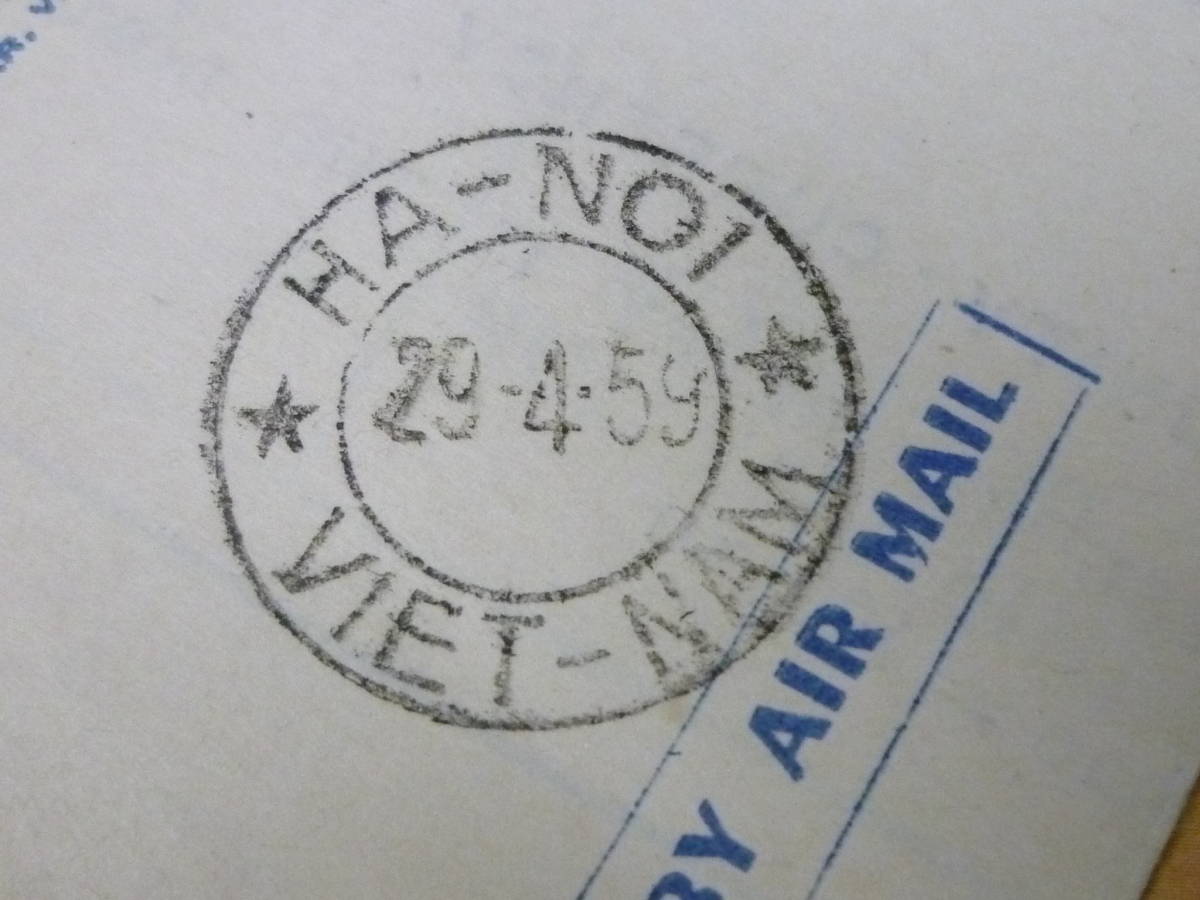 HA-NOI
29-4-59
VIET-NAM
BY AIR MAIL